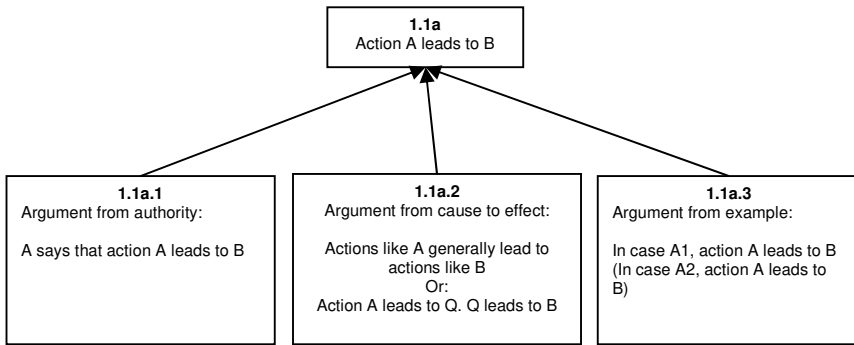 1.1a
Action A leads to B
1.1a.1
Argument from authority:
A says that action A leads to B
1.1a.2
Argument from cause to effect:
Actions like A generally lead to
actions like B
Or:
Action A leads to Q. Q leads to B
1.1a.3
Argument from example:
In case A1, action A leads to B
(In case A2, action A leads to
B)